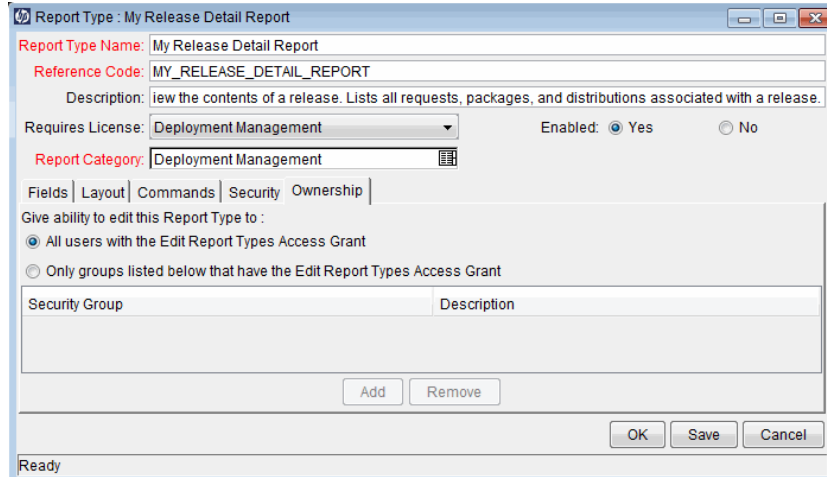 Report Type : My Release Detail Report
Report Type Name: My Release Detail Report
Reference Code: MY_RELEASE_DETAIL_REPORT
Description: iew the contents of a release. Lists all requests, packages, and distributions associated with a release.
Requires License: Deployment Management Enabled: Yes No
Report Category: Deployment Management
Fields Layout Commands Security Ownership
Give ability to edit this Report Type to :
All users with the Edit Report Types Access Grant
Only groups listed below that have the Edit Report Types Access Grant
Security Group Description
Add Remove
OK Save Cancel
Ready